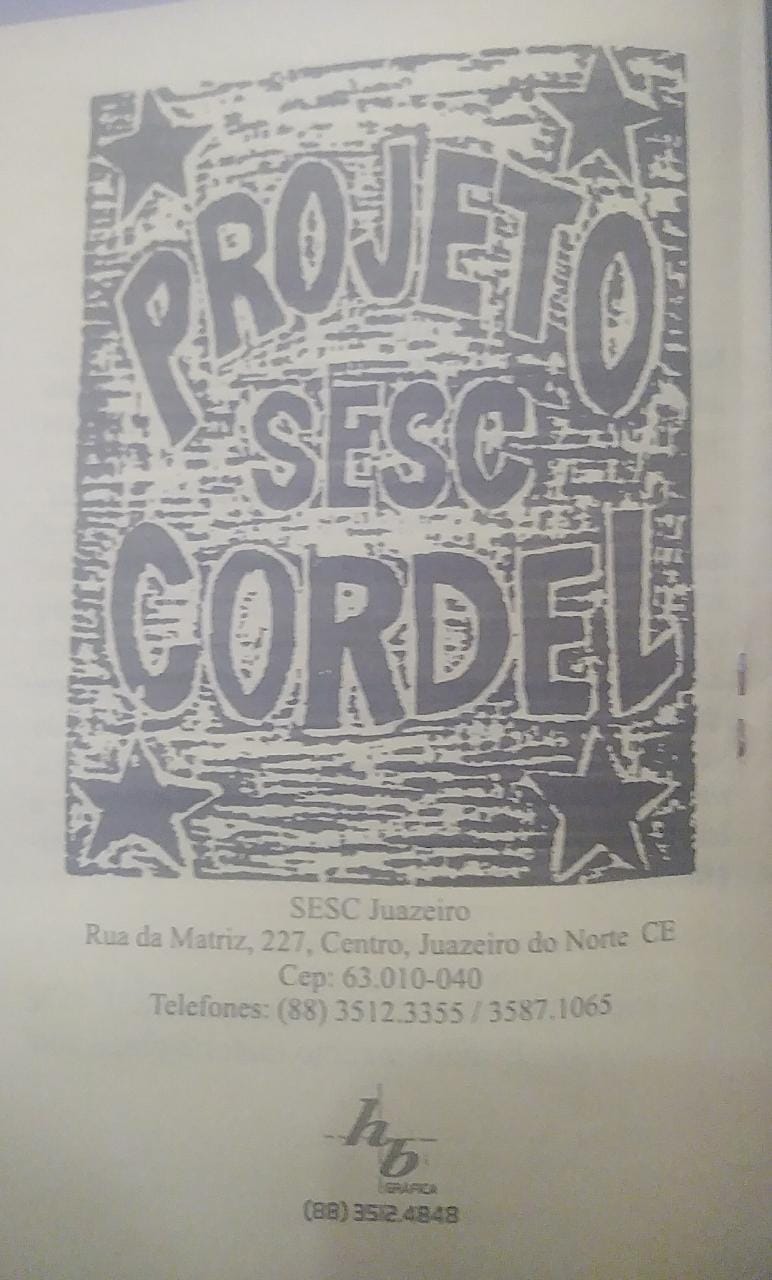 PROJETO
SESC
CORDEL
SESC Juazeiro
Rua da Matriz, 227, Centro, Juazeiro do Norte CE
Cep: 63.010-040
Telefones: (88) 3512.3355 / 3587.1065
hb
GRÁFICA
(88) 3512.4848